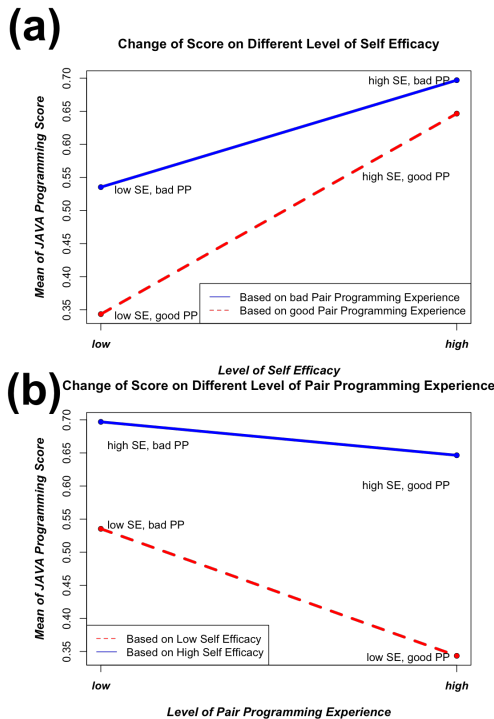 (a)
Change of Score on Different Level of Self Efficacy
Mean of JAVA Programming Score
0.70
0.65
0.60
0.55
0.50
0.45
0.40
0.35
high SE, bad PP
low SE, bad PP
high SE, good PP
low SE, good PP
Based on bad Pair Programming Experience
Based on good Pair Programming Experience
low
high
Level of Self Efficacy
(b)
Change of Score on Different Level of Pair Programming Experience
Mean of JAVA Programming Score
0.70
0.65
0.60
0.55
0.50
0.45
0.40
0.35
high SE, bad PP
high SE, good PP
low SE, bad PP
low SE, good PP
Based on Low Self Efficacy
Based on High Self Efficacy
low
high
Level of Pair Programming Experience